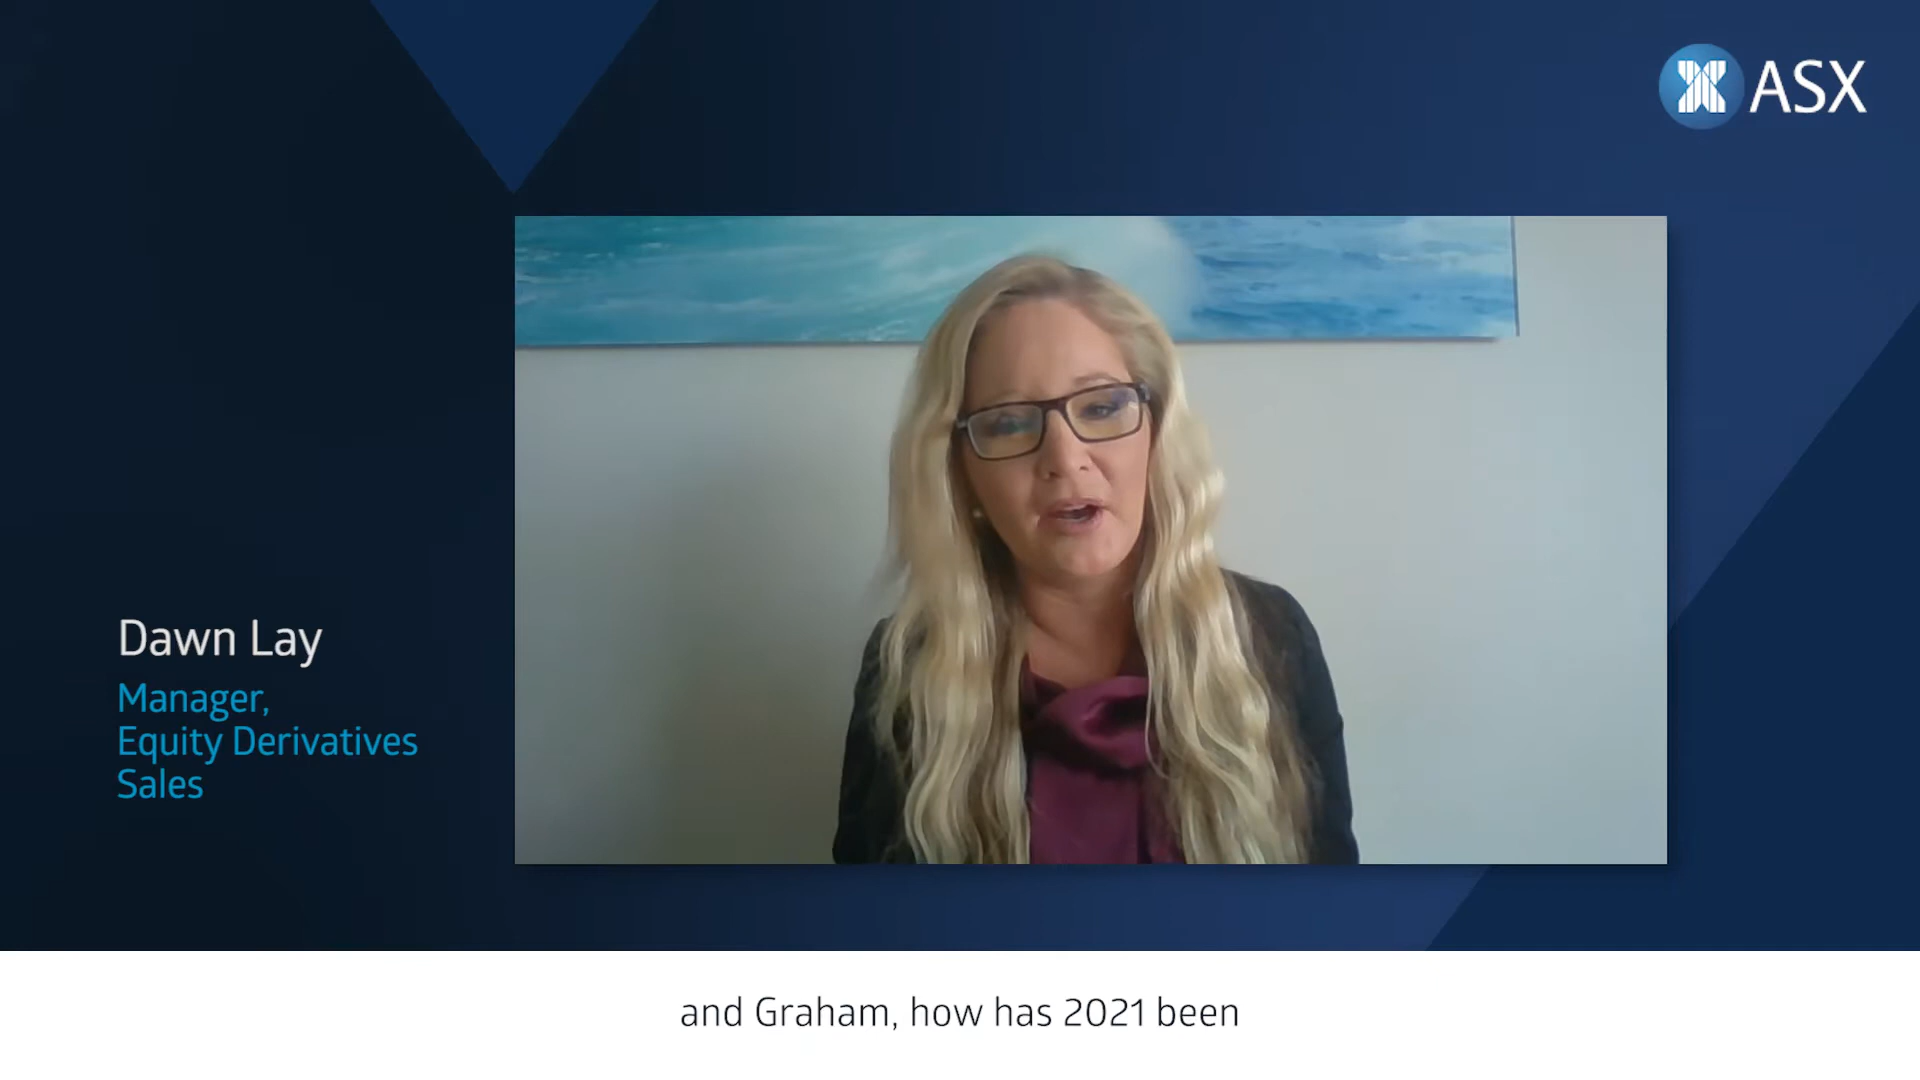 ASX
Dawn Lay
Manager,
Equity Derivatives
Sales
and Graham, how has 2021 been